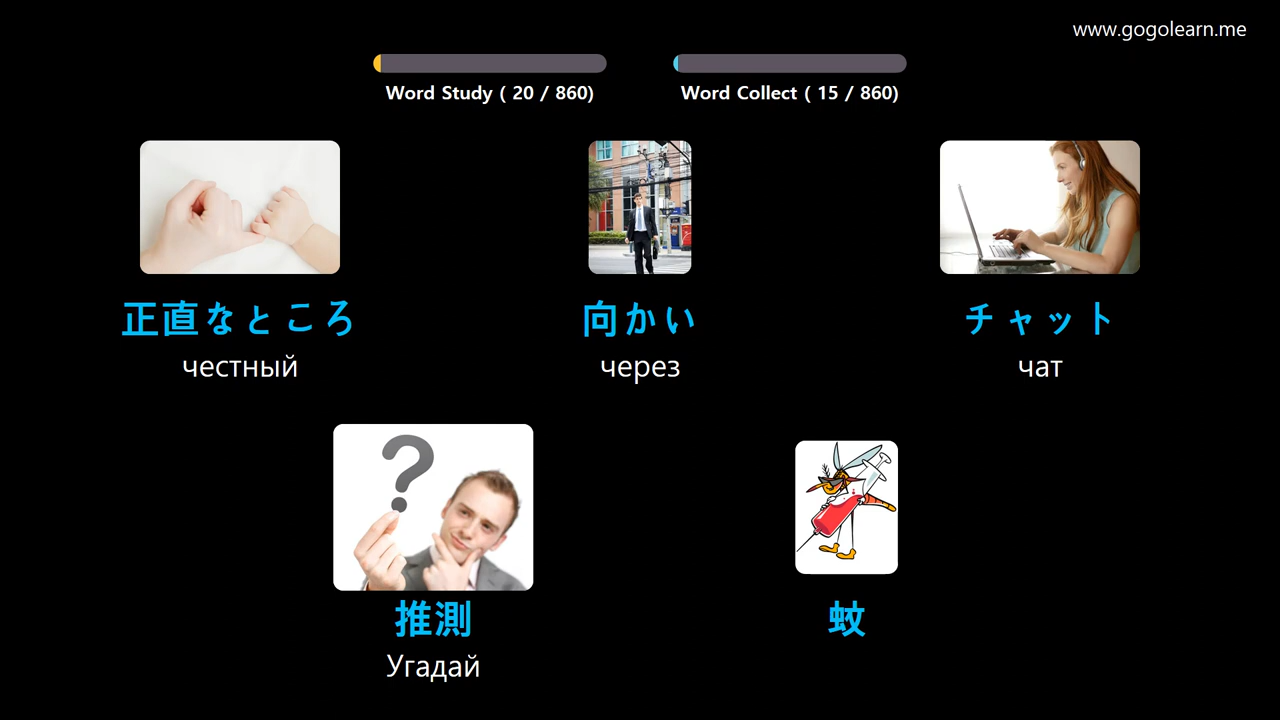 www.gogolearn.me
Word Study ( 20 / 860)
Word Collect ( 15 / 860)
正直なところ
честный
向かい
через
チャット
чат
推測
Угадай
蚊